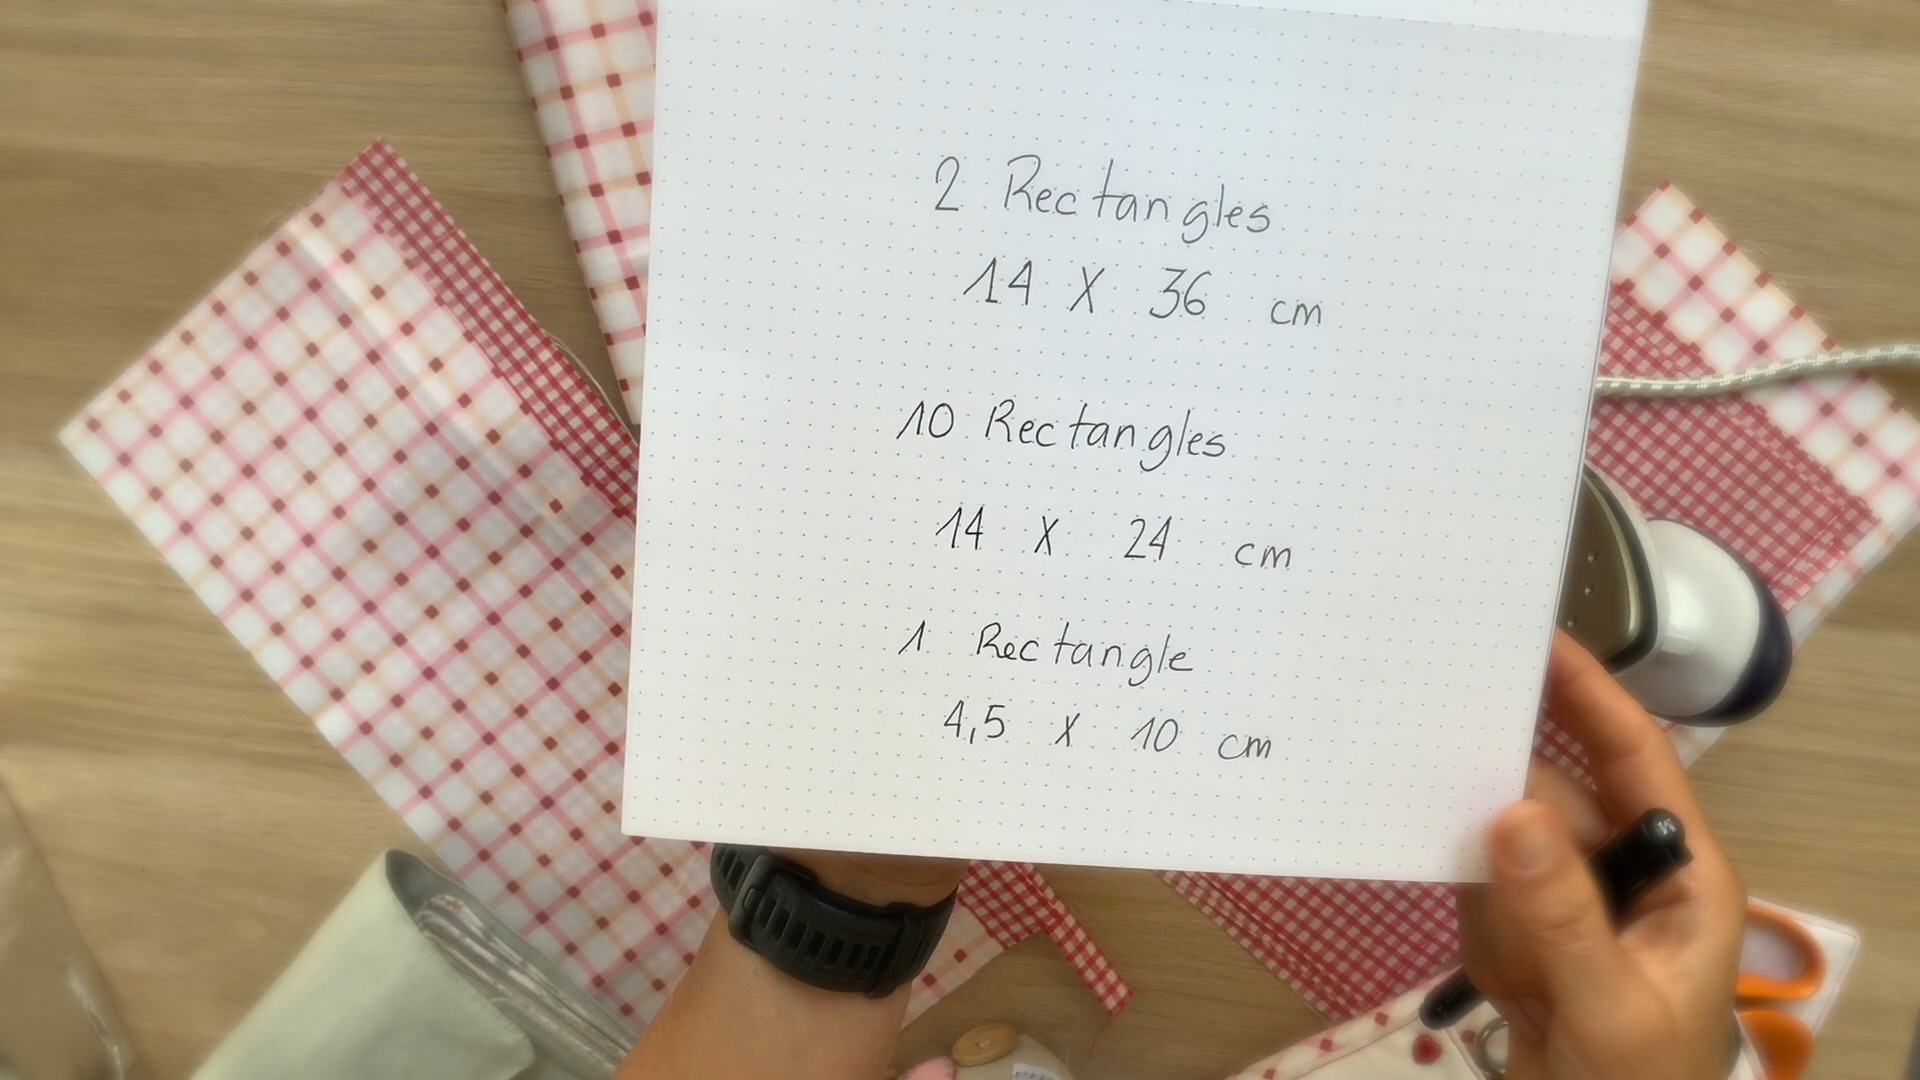 2 Rectangles
14 X 36 cm
10 Rectangles
14 X 24 cm
1 Rectangle
4,5 X 10 cm